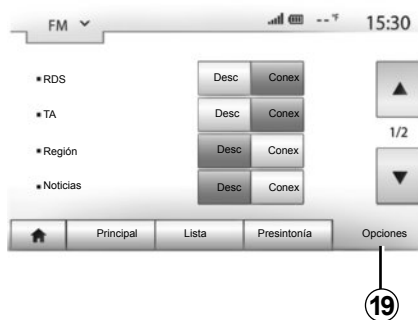 FM -- °F 15:30
RDS Desc Conex
TA Desc Conex
1/2
Región Desc Conex
Noticias Desc Conex
Principal Lista Presintonía Opciones
19